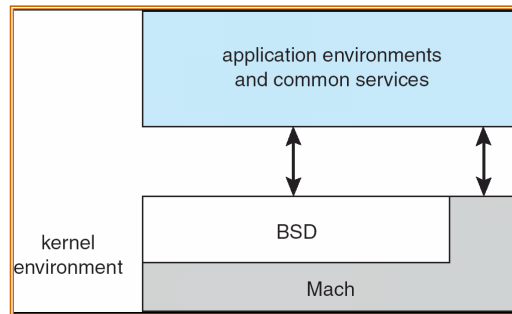 application environments
and common services
BSD
kernel
environment
Mach